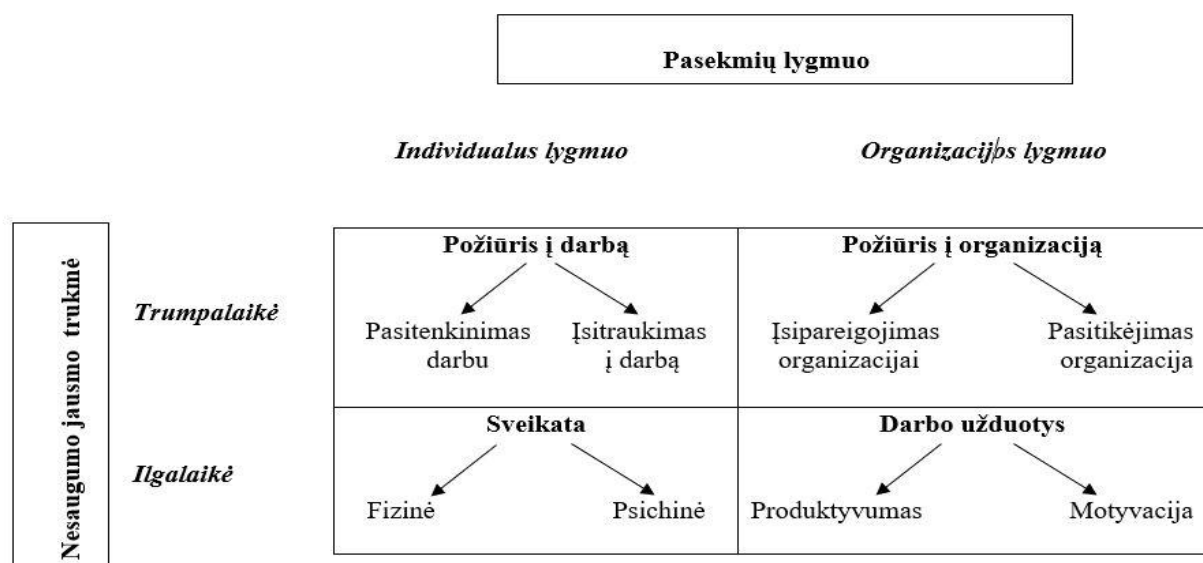 Pasekmių lygmuo
Individualus lygmuo
Organizacijos lygmuo
Nesaugumo jausmo trukmė
Trumpalaikė
Požiūris į darbą
Pasitenkinimas
darbu
Įsitraukimas
į darbą
Požiūris į organizaciją
Įsipareigojimas
organizacijai
Pasitikėjimas
organizacija
Ilgalaikė
Sveikata
Fizinė
Psichinė
Darbo užduotys
Produktyvumas
Motyvacija